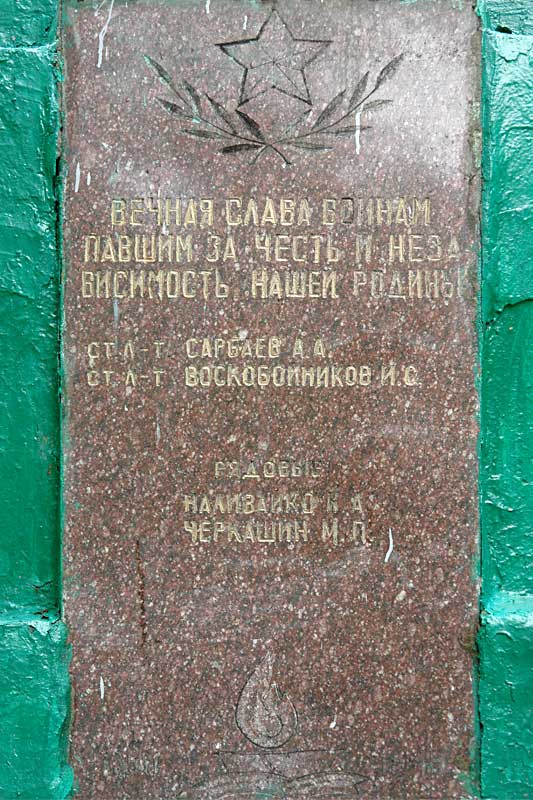 ВЕЧНАЯ СЛАВА ВОИНАМ
ПАВШИМ ЗА ЧЕСТЬ И НЕЗА
ВИСИМОСТЬ НАШЕЙ РОДИНЫ
СТ. Л-Т САРБАЕВ А.А.
СТ. Л-Т ВОСКОБОЙНИКОВ И.С.
РЯДОВЫЕ
НАЛИВАЙКО А
ЧЕРКАШИН М.П.